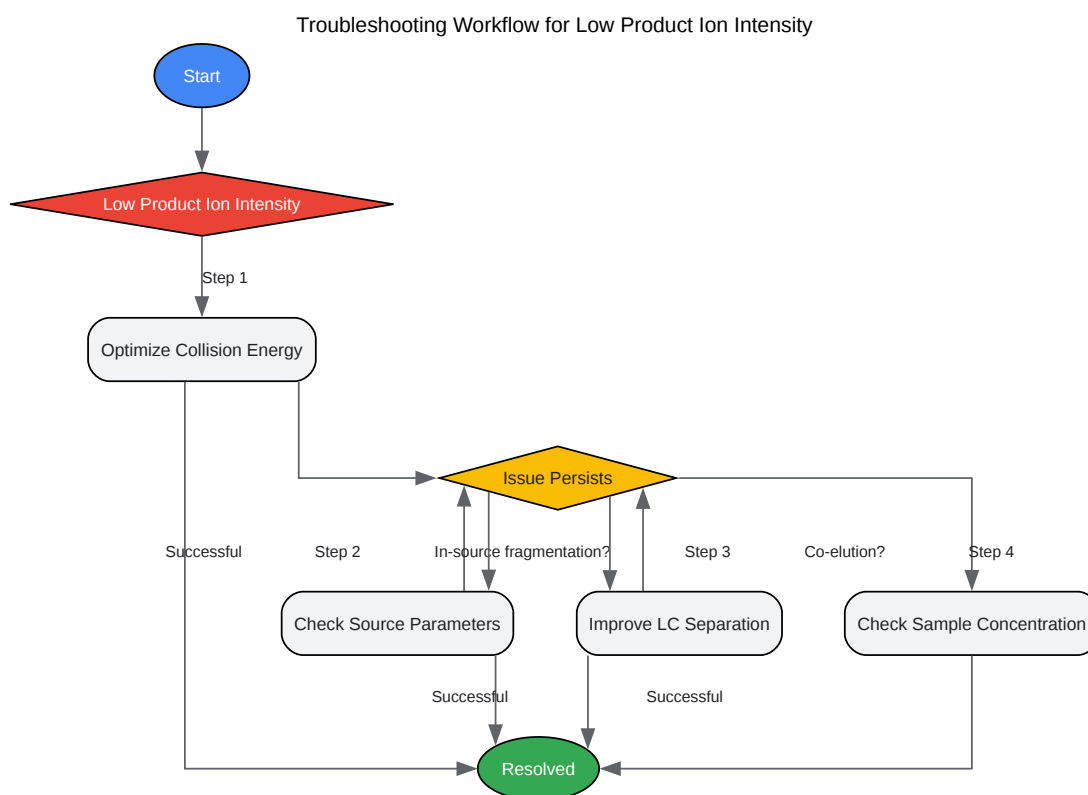 Troubleshooting Workflow for Low Product Ion Intensity
Start
Low Product Ion Intensity
Step 1
Optimize Collision Energy
Issue Persists
Successful
Step 2
In-source fragmentation?
Step 3
Co-elution?
Step 4
Check Source Parameters
Improve LC Separation
Check Sample Concentration
Successful
Successful
Resolved